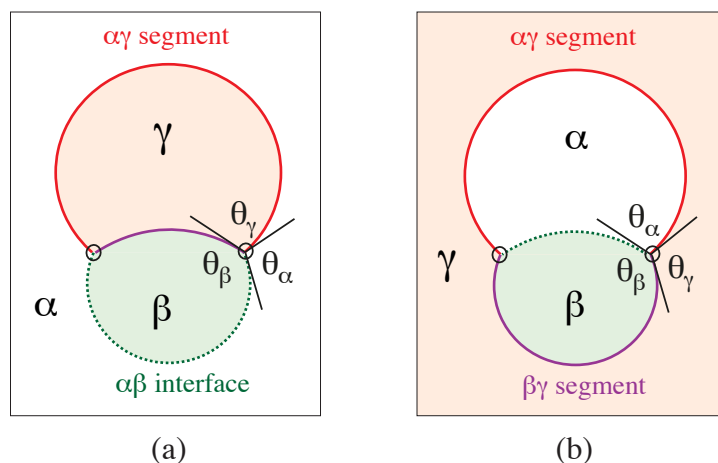 αγ segment
γ
θγ
θβ
θα
α
β
αβ interface
(a)
αγ segment
α
θα
γ
θβ
θγ
β
βγ segment
(b)